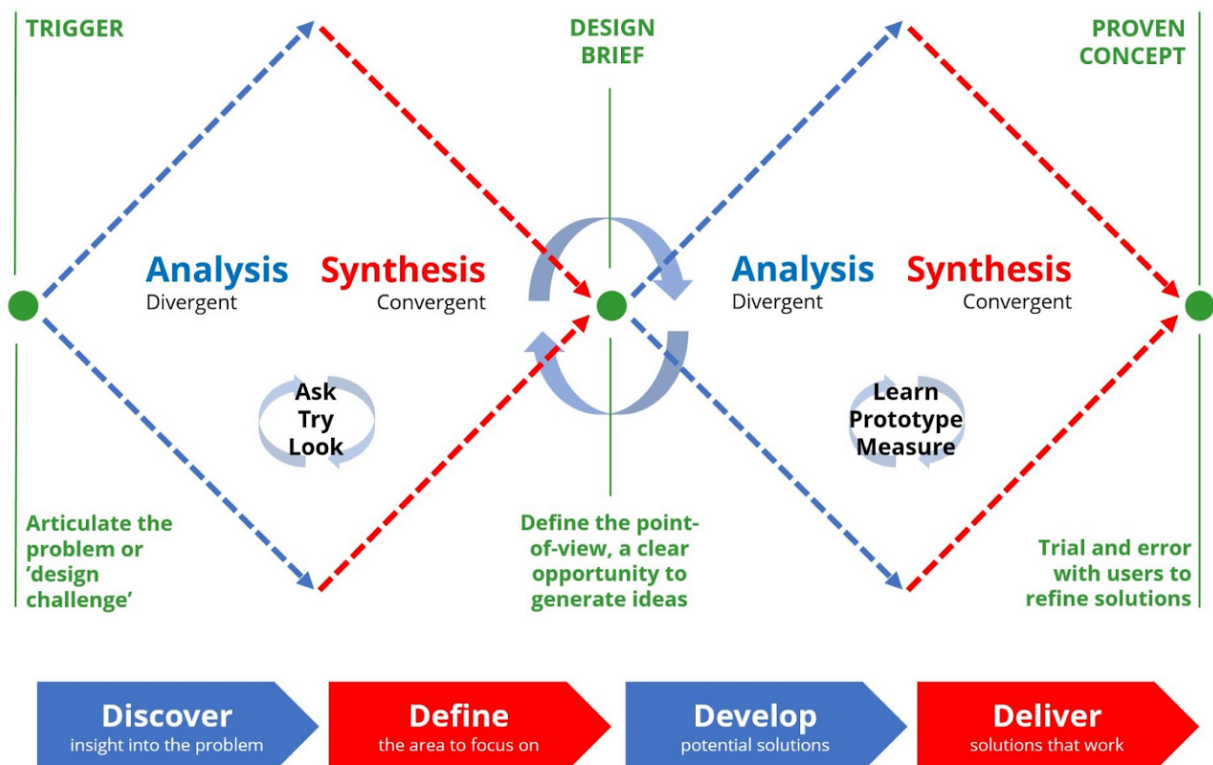 TRIGGER
DESIGN
BRIEF
PROVEN
CONCEPT
Analysis
Divergent
Synthesis
Convergent
Analysis
Divergent
Synthesis
Convergent
Ask
Try
Look
Learn
Prototype
Measure
Articulate the
problem or
‘design
challenge’
Define the point-
of-view, a clear
opportunity to
generate ideas
Trial and error
with users to
refine solutions
Discover
insight into the problem
Define
the area to focus on
Develop
potential solutions
Deliver
solutions that work